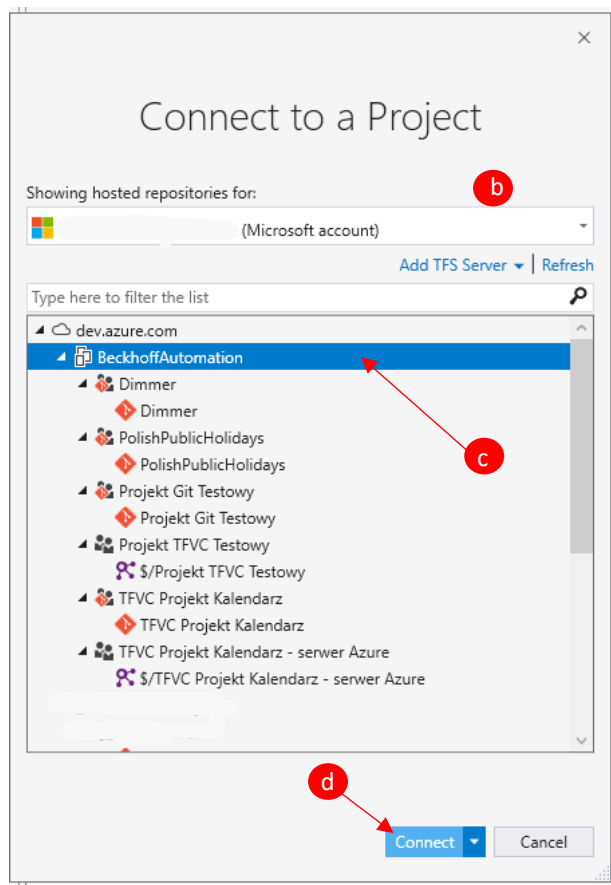 Connect to a Project
Showing hosted repositories for:
b
(Microsoft account)
Add TFS Server | Refresh
Type here to filter the list
dev.azure.com
BeckhoffAutomation
Dimmer
Dimmer
PolishPublicHolidays
c
PolishPublicHolidays
Projekt Git Testowy
Projekt Git Testowy
Projekt TFVC Testowy
$/Projekt TFVC Testowy
TFVC Projekt Kalendarz
TFVC Projekt Kalendarz
TFVC Projekt Kalendarz - serwer Azure
$/TFVC Projekt Kalendarz - serwer Azure
d
Connect
Cancel